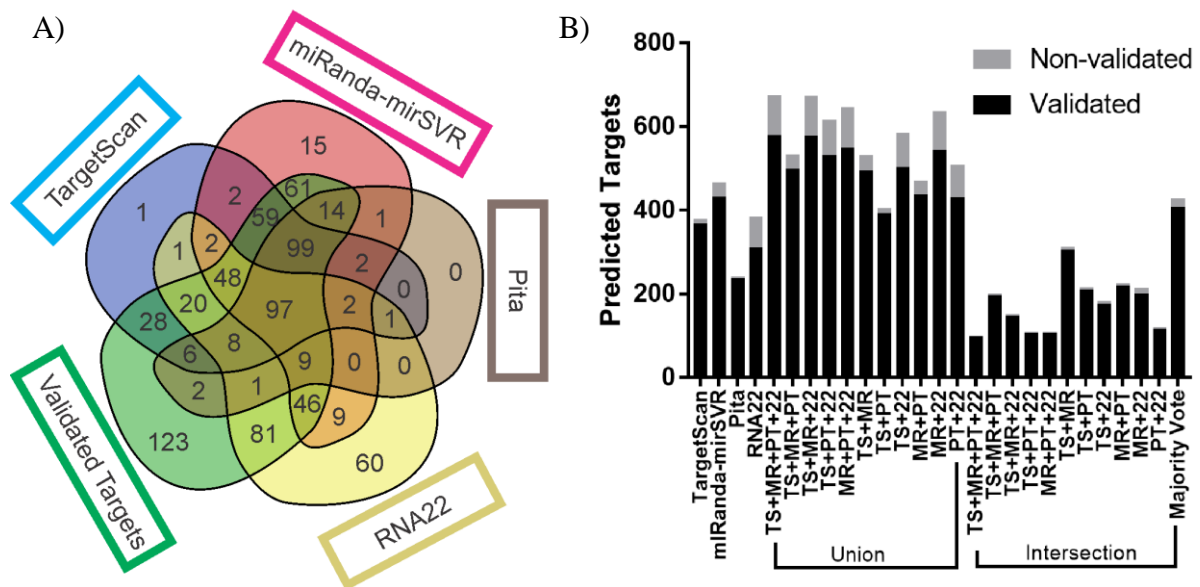 A)
miRanda-mirSVR
TargetScan
Pita
Validated Targets
RNA22
15
1
2
61
14
1
59
1
2
99
2
0
0
48
2
20
97
1
28
8
6
9
0
0
2
1
46
9
123
81
60
B)
Non-validated
Validated
Predicted Targets
800
600
400
200
0
TargetScan
mIRanda-mirSVR
Pita
RNA22
TS+MR+PT+22
TS+MR+PT
TS+MR+22
TS+PT+22
MR+PT+22
TS+MR
TS+PT
TS+22
MR+PT
MR+22
PT+22
TS+MR+PT+22
TS+MR+PT
TS+MR+22
TS+PT+22
MR+PT+22
TS+MR
TS+PT
TS+22
MR+PT
MR+22
PT+22
Majority Vote
Union
Intersection